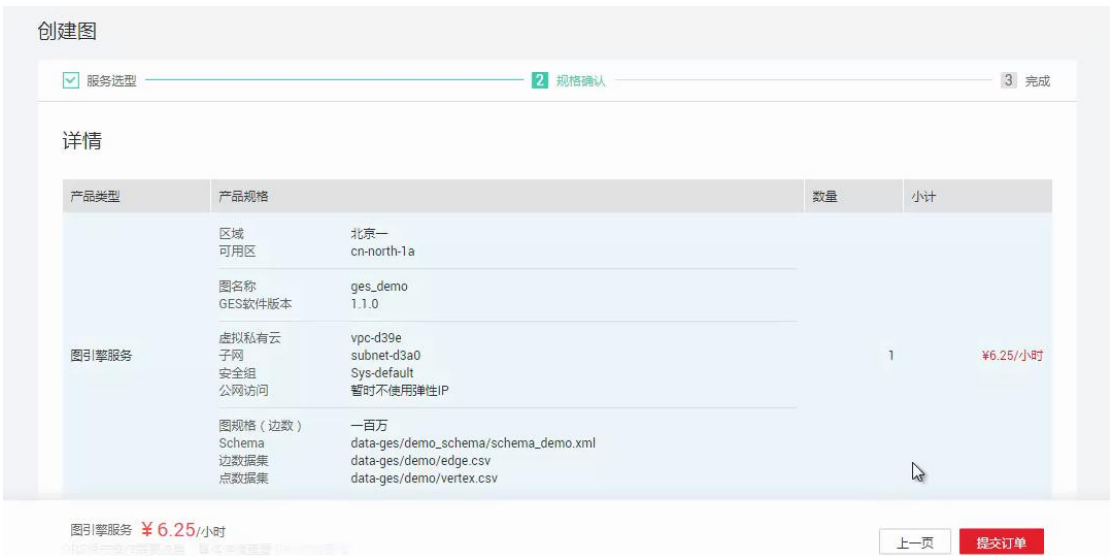 创建图
服务选型 2 规格确认 3 完成
详情
产品类型 产品规格 数量 小计
区域 北京一
可用区 cn-north-1a
图名称 ges_demo
GES软件版本 1.1.0
虚拟私有云 vpc-d39e
图引擎服务 子网 subnet-d3a0 1 ¥6.25/小时
安全组 Sys-default
公网访问 暂时不使用弹性IP
图规格（边数） 一百万
Schema data-ges/demo_schema/schema_demo.xml
边数据集 data-ges/demo/edge.csv
点数据集 data-ges/demo/vertex.csv
图引擎服务 ¥6.25/小时
上一页 提交订单